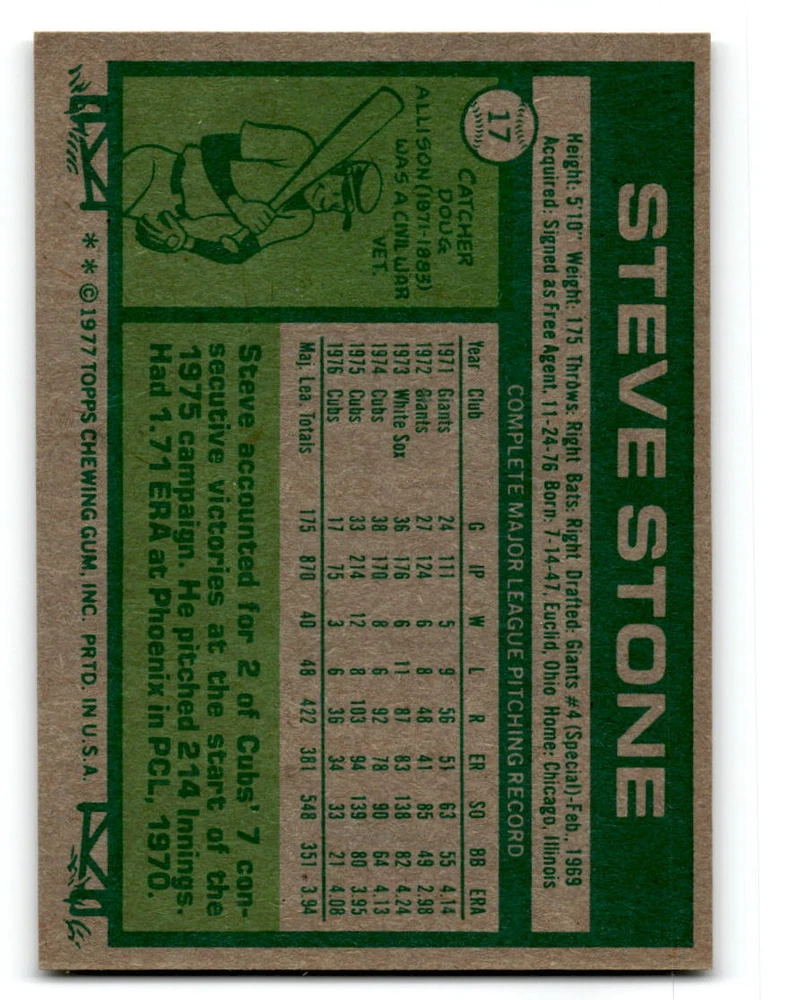 17
STEVE STONE
Height: 5'10" Weight: 175 Throws: Right Bats: Right Drafted: Giants #4 (Special)-Feb., 1969
Acquired: Signed as Free Agent, 11-24-76 Born: 7-14-47, Euclid, Ohio Home: Chicago, Illinois
COMPLETE MAJOR LEAGUE PITCHING RECORD
Year Club G IP W L R ER SO BB ERA
1971 Giants 24 111 5 9 56 51 63 55 4.14
1972 Giants 27 124 6 8 48 41 85 49 2.98
1973 White Sox 36 176 6 11 87 83 138 82 4.24
1974 Cubs 38 170 8 6 92 78 90 64 4.13
1975 Cubs 33 214 12 8 103 94 139 80 3.95
1976 Cubs 17 75 3 6 36 34 33 21 4.08
Maj. Lea. Totals 175 870 40 48 422 381 548 351 3.94
CATCHER
DOUG
ALLISON (1871-1883)
WAS A CIVIL WAR
VET.
Steve accounted for 2 of Cubs' 7 con-
secutive victories at the start of the
1975 campaign. He pitched 214 Innings.
Had 1.71 ERA at Phoenix in PCL, 1970.
* * ©1977 TOPPS CHEWING GUM, INC. PRTD. IN U.S.A.